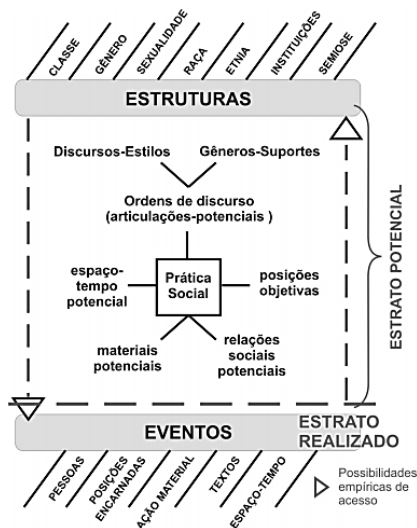 CLASSE
GÊNERO
SEXUALIDADE
RAÇA
ETNIA
INSTITUIÇÕES
SEMIOSE
ESTRUTURAS
Discursos-Estilos
Gêneros-Suportes
Ordens de discurso
(articulações-potenciais )
espaço-
tempo
potencial
Prática
Social
posições
objetivas
materiais
potenciais
relações
sociais
potenciais
ESTRATO POTENCIAL
ESTRATO
REALIZADO
EVENTOS
PESSOAS
POSIÇÕES
ENCARNADAS
AÇÃO MATERIAL
TEXTOS
ESPAÇO-TEMPO
Possibilidades
empíricas de
acesso